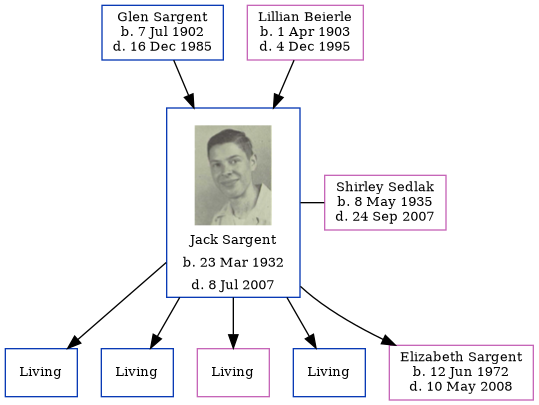 Glen Sargent
b. 7 Jul 1902
d. 16 Dec 1985
Lillian Beierle
b. 1 Apr 1903
d. 4 Dec 1995
Jack Sargent
b. 23 Mar 1932
d. 8 Jul 2007
Shirley Sedlak
b. 8 May 1935
d. 24 Sep 2007
Living
Living
Living
Living
Elizabeth Sargent
b. 12 Jun 1972
d. 10 May 2008